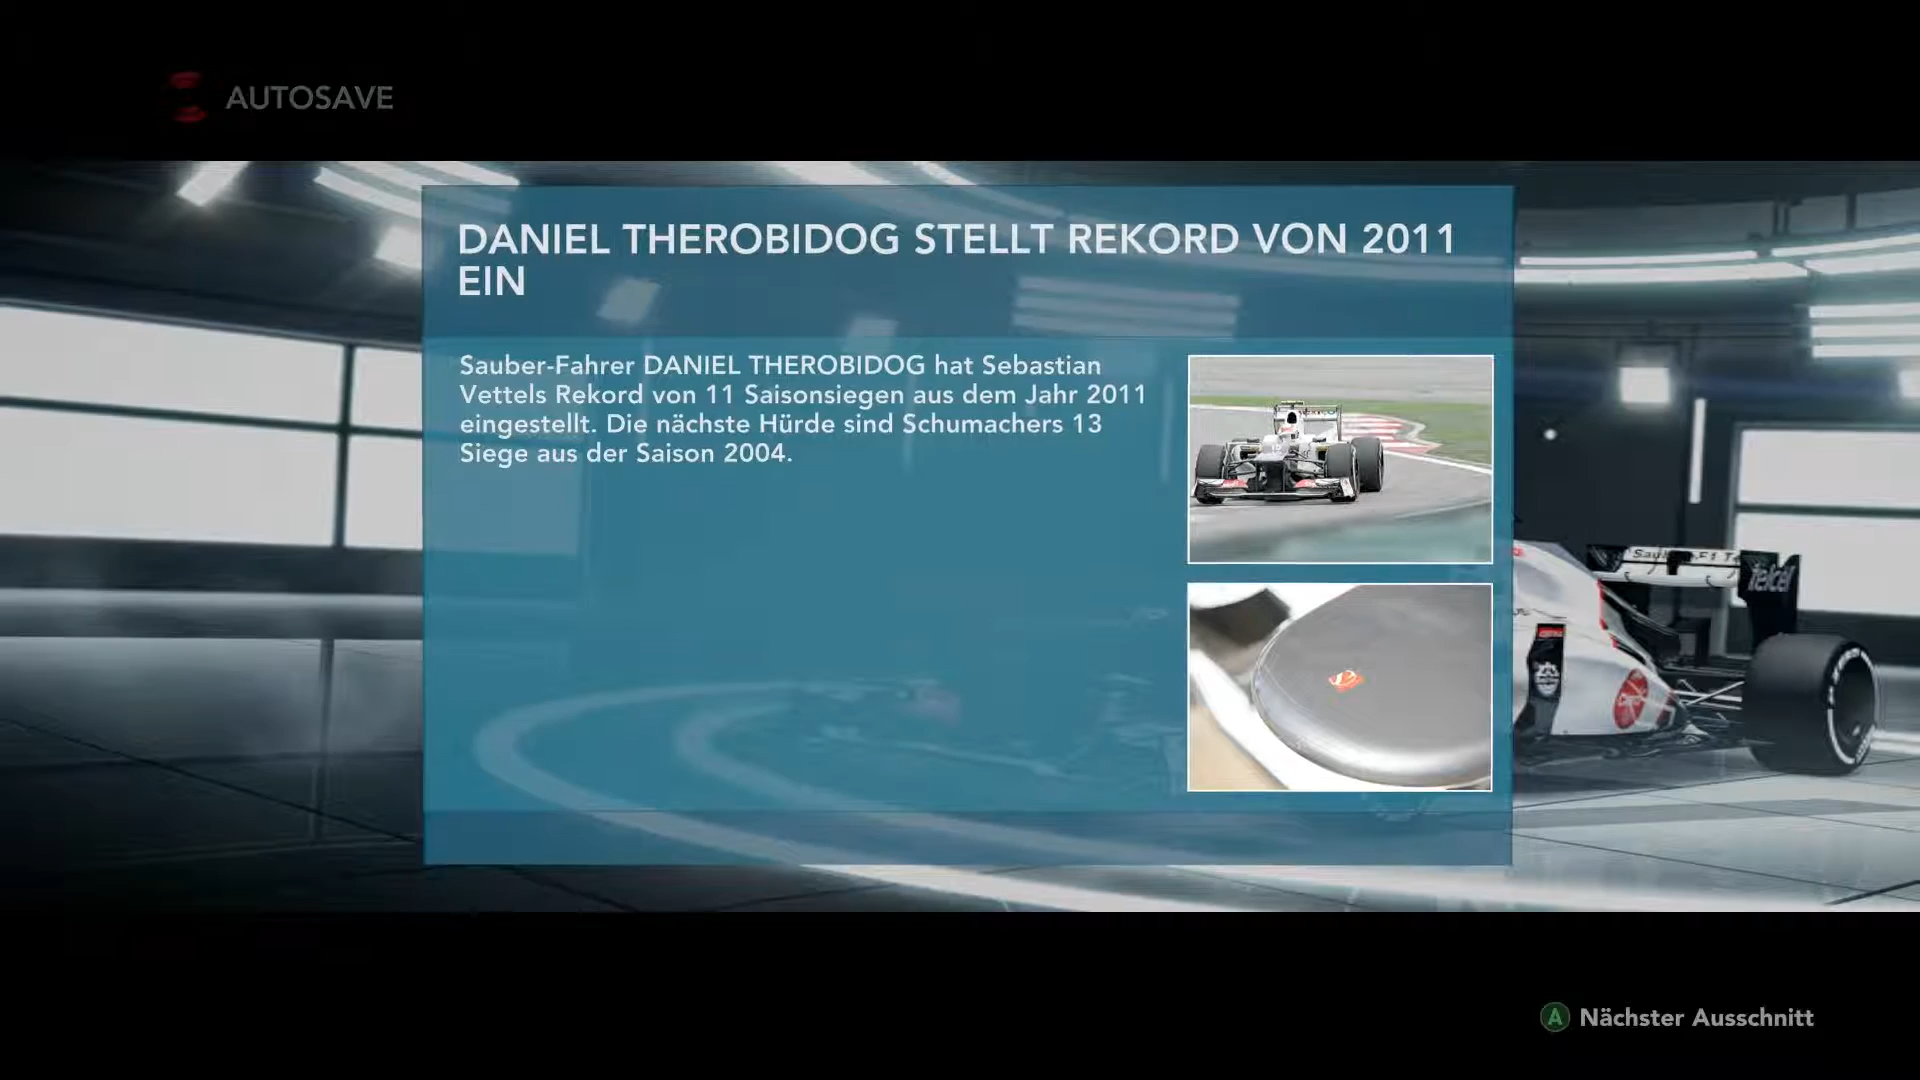 AUTOSAVE
DANIEL THEROBIDOG STELLT REKORD VON 2011
EIN
Sauber-Fahrer DANIEL THEROBIDOG hat Sebastian
Vettels Rekord von 11 Saisonsiegen aus dem Jahr 2011
eingestellt. Die nächste Hürde sind Schumachers 13
Siege aus der Saison 2004.
telcel
A Nächster Ausschnitt